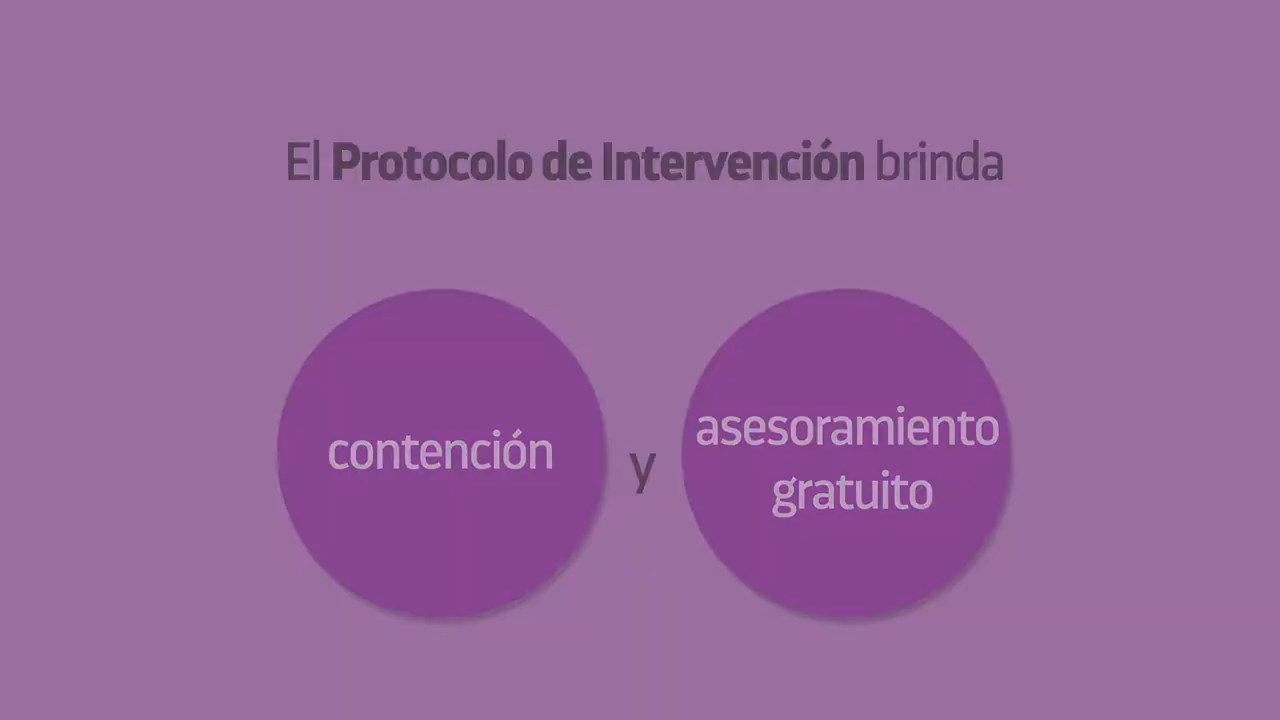 El Protocolo de Intervención brinda
contención
y
asesoramiento
gratuito